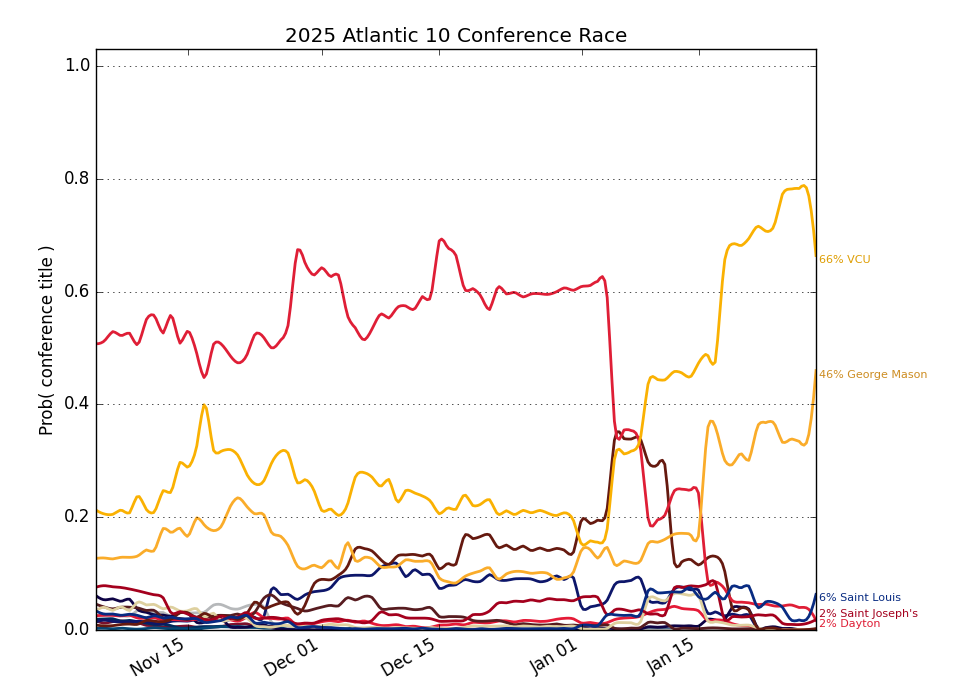 2025 Atlantic 10 Conference Race
Prob( conference title )
1.0
0.8
0.6
0.4
0.2
0.0
Nov 15
Dec 01
Dec 15
Jan 01
Jan 15
66% VCU
46% George Mason
6% Saint Louis
2% Saint Joseph's
2% Dayton